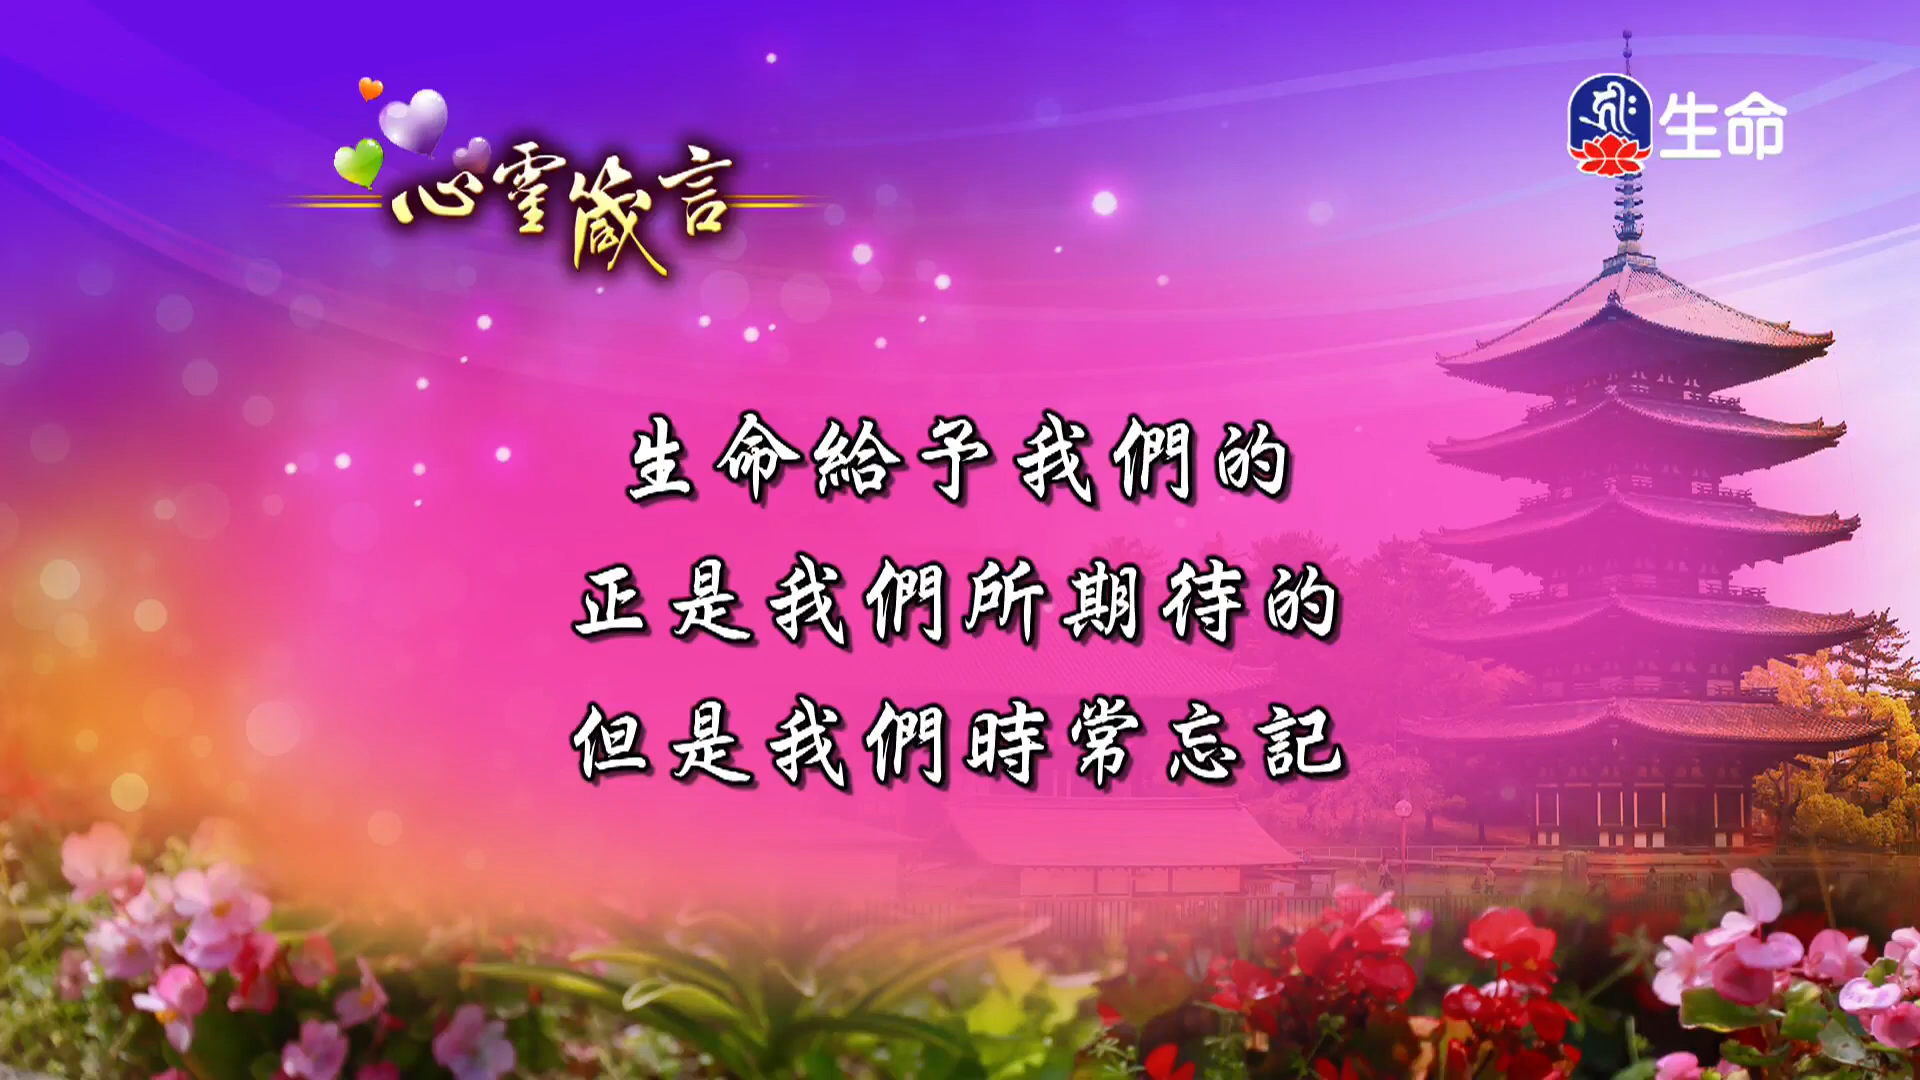 心靈箴言
生命
生命給予我們的
正是我們所期待的
但是我們時常忘記